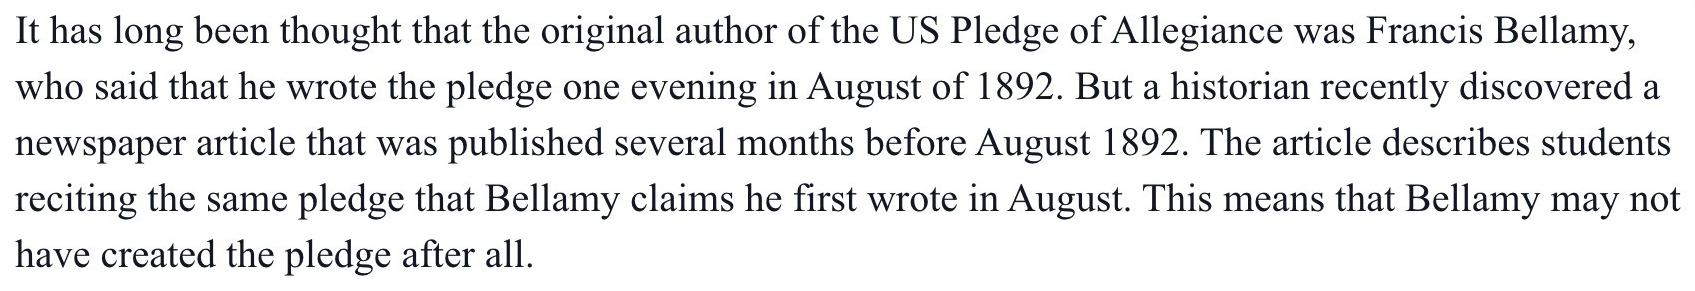 It has long been thought that the original author of the US Pledge of Allegiance was Francis Bellamy,
who said that he wrote the pledge one evening in August of 1892. But a historian recently discovered a
newspaper article that was published several months before August 1892. The article describes students
reciting the same pledge that Bellamy claims he first wrote in August. This means that Bellamy may not
have created the pledge after all.